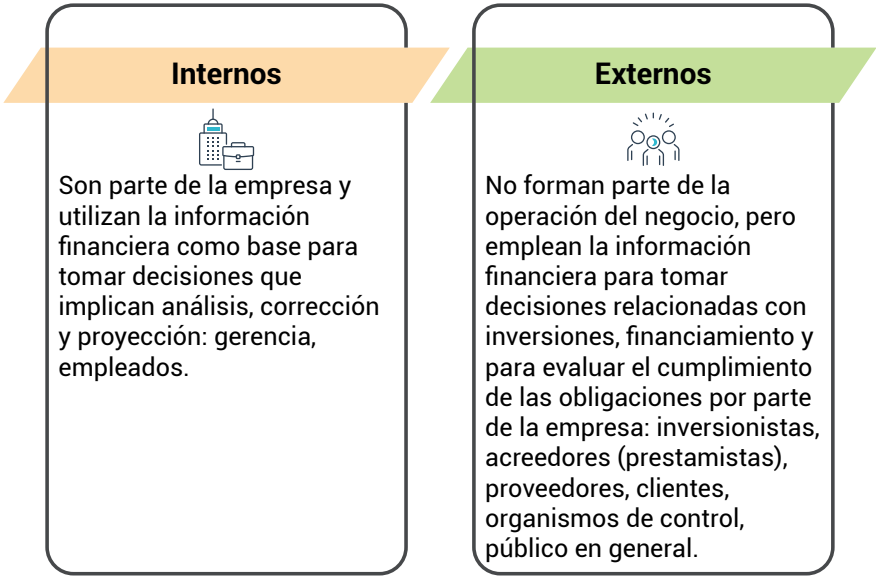 Internos
Son parte de la empresa y
utilizan la información
financiera como base para
tomar decisiones que
implican análisis, corrección
y proyección: gerencia,
empleados.
Externos
No forman parte de la
operación del negocio, pero
emplean la información
financiera para tomar
decisiones relacionadas con
inversiones, financiamiento y
para evaluar el cumplimiento
de las obligaciones por parte
de la empresa: inversionistas,
acreedores (prestamistas),
proveedores, clientes,
organismos de control,
público en general.